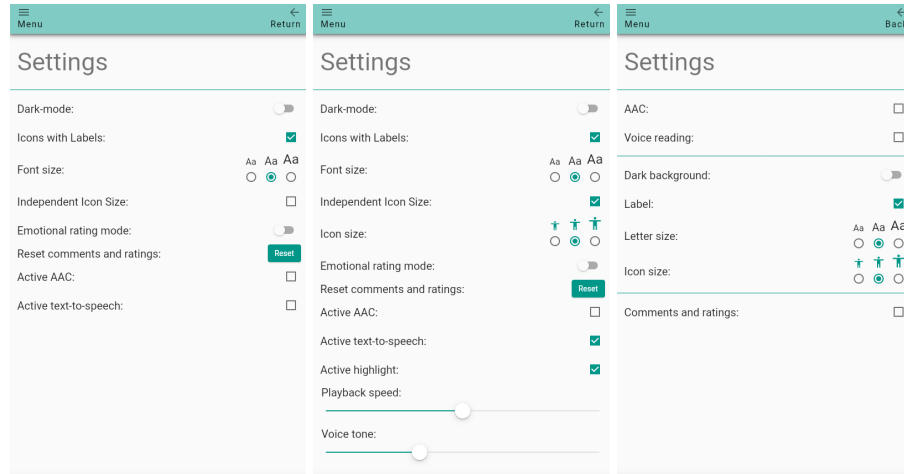 Menu
Return
Settings
Dark-mode:
Icons with Labels:
Font size:
Aa Aa Aa
Independent Icon Size:
Emotional rating mode:
Reset comments and ratings:
Reset
Active AAC:
Active text-to-speech:
Menu
Return
Settings
Dark-mode:
Icons with Labels:
Font size:
Aa Aa Aa
Independent Icon Size:
Icon size:
Emotional rating mode:
Reset comments and ratings:
Reset
Active AAC:
Active text-to-speech:
Active highlight:
Playback speed:
Voice tone:
Menu
Back
Settings
AAC:
Voice reading:
Dark background:
Label:
Letter size:
Aa Aa Aa
Icon size:
Comments and ratings: